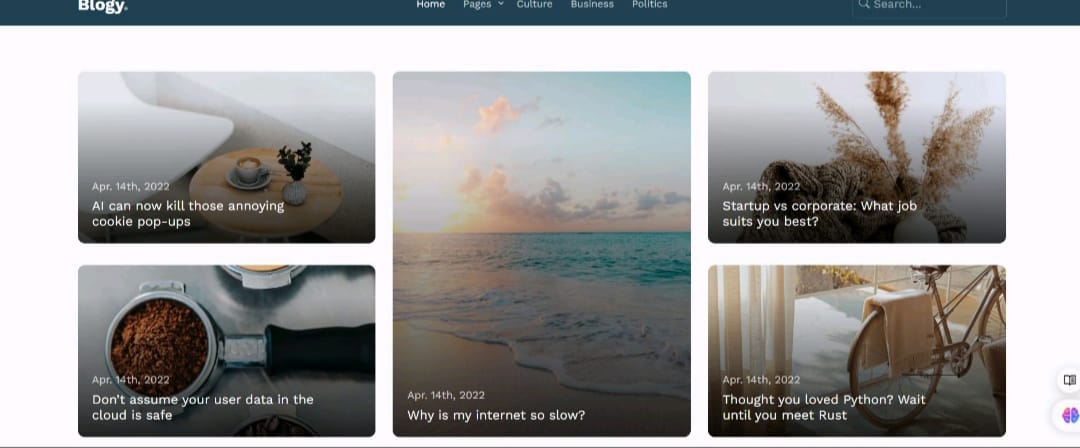 Blogy.
Home
Pages
Culture
Business
Politics
Search...
Apr. 14th, 2022
AI can now kill those annoying
cookie pop-ups
Apr. 14th, 2022
Don't assume your user data in the
cloud is safe
Apr. 14th, 2022
Why is my internet so slow?
Apr. 14th, 2022
Startup vs corporate: What job
suits you best?
Apr. 14th, 2022
Thought you loved Python? Wait
until you meet Rust